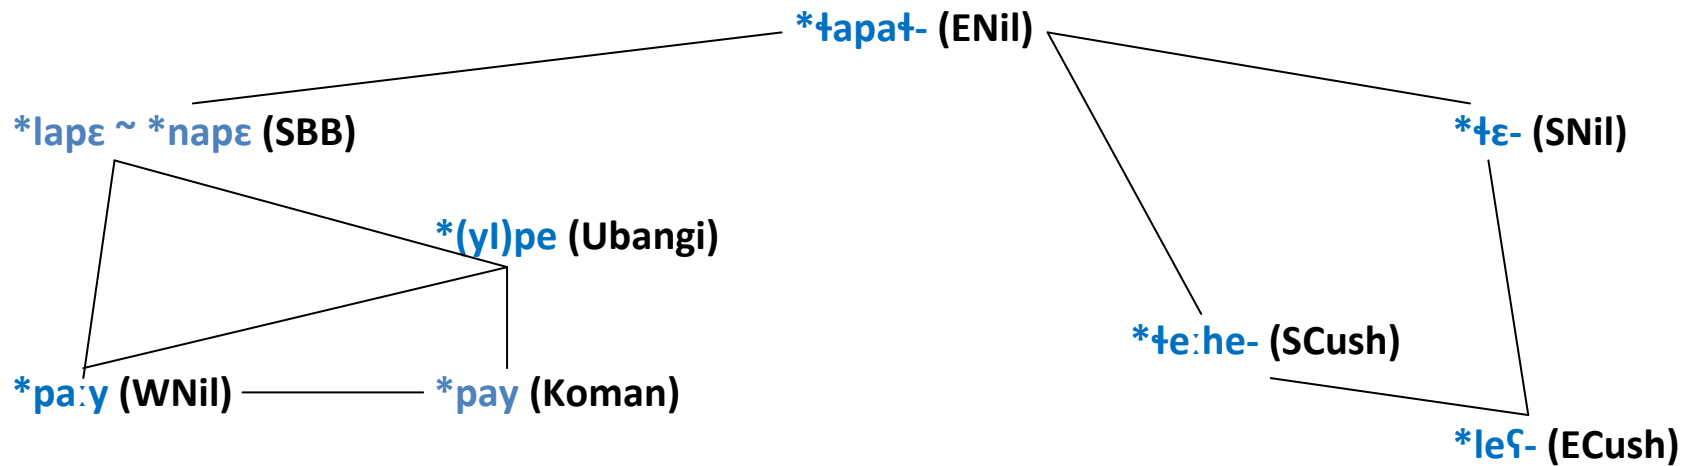 *ɬapaɬ- (ENil)
*lapɛ ~ *napɛ (SBB)
*ɬɛ- (SNil)
*(yI)pe (Ubangi)
*ɬeːhe- (SCush)
*paːy (WNil)
*pay (Koman)
*leʕ- (ECush)